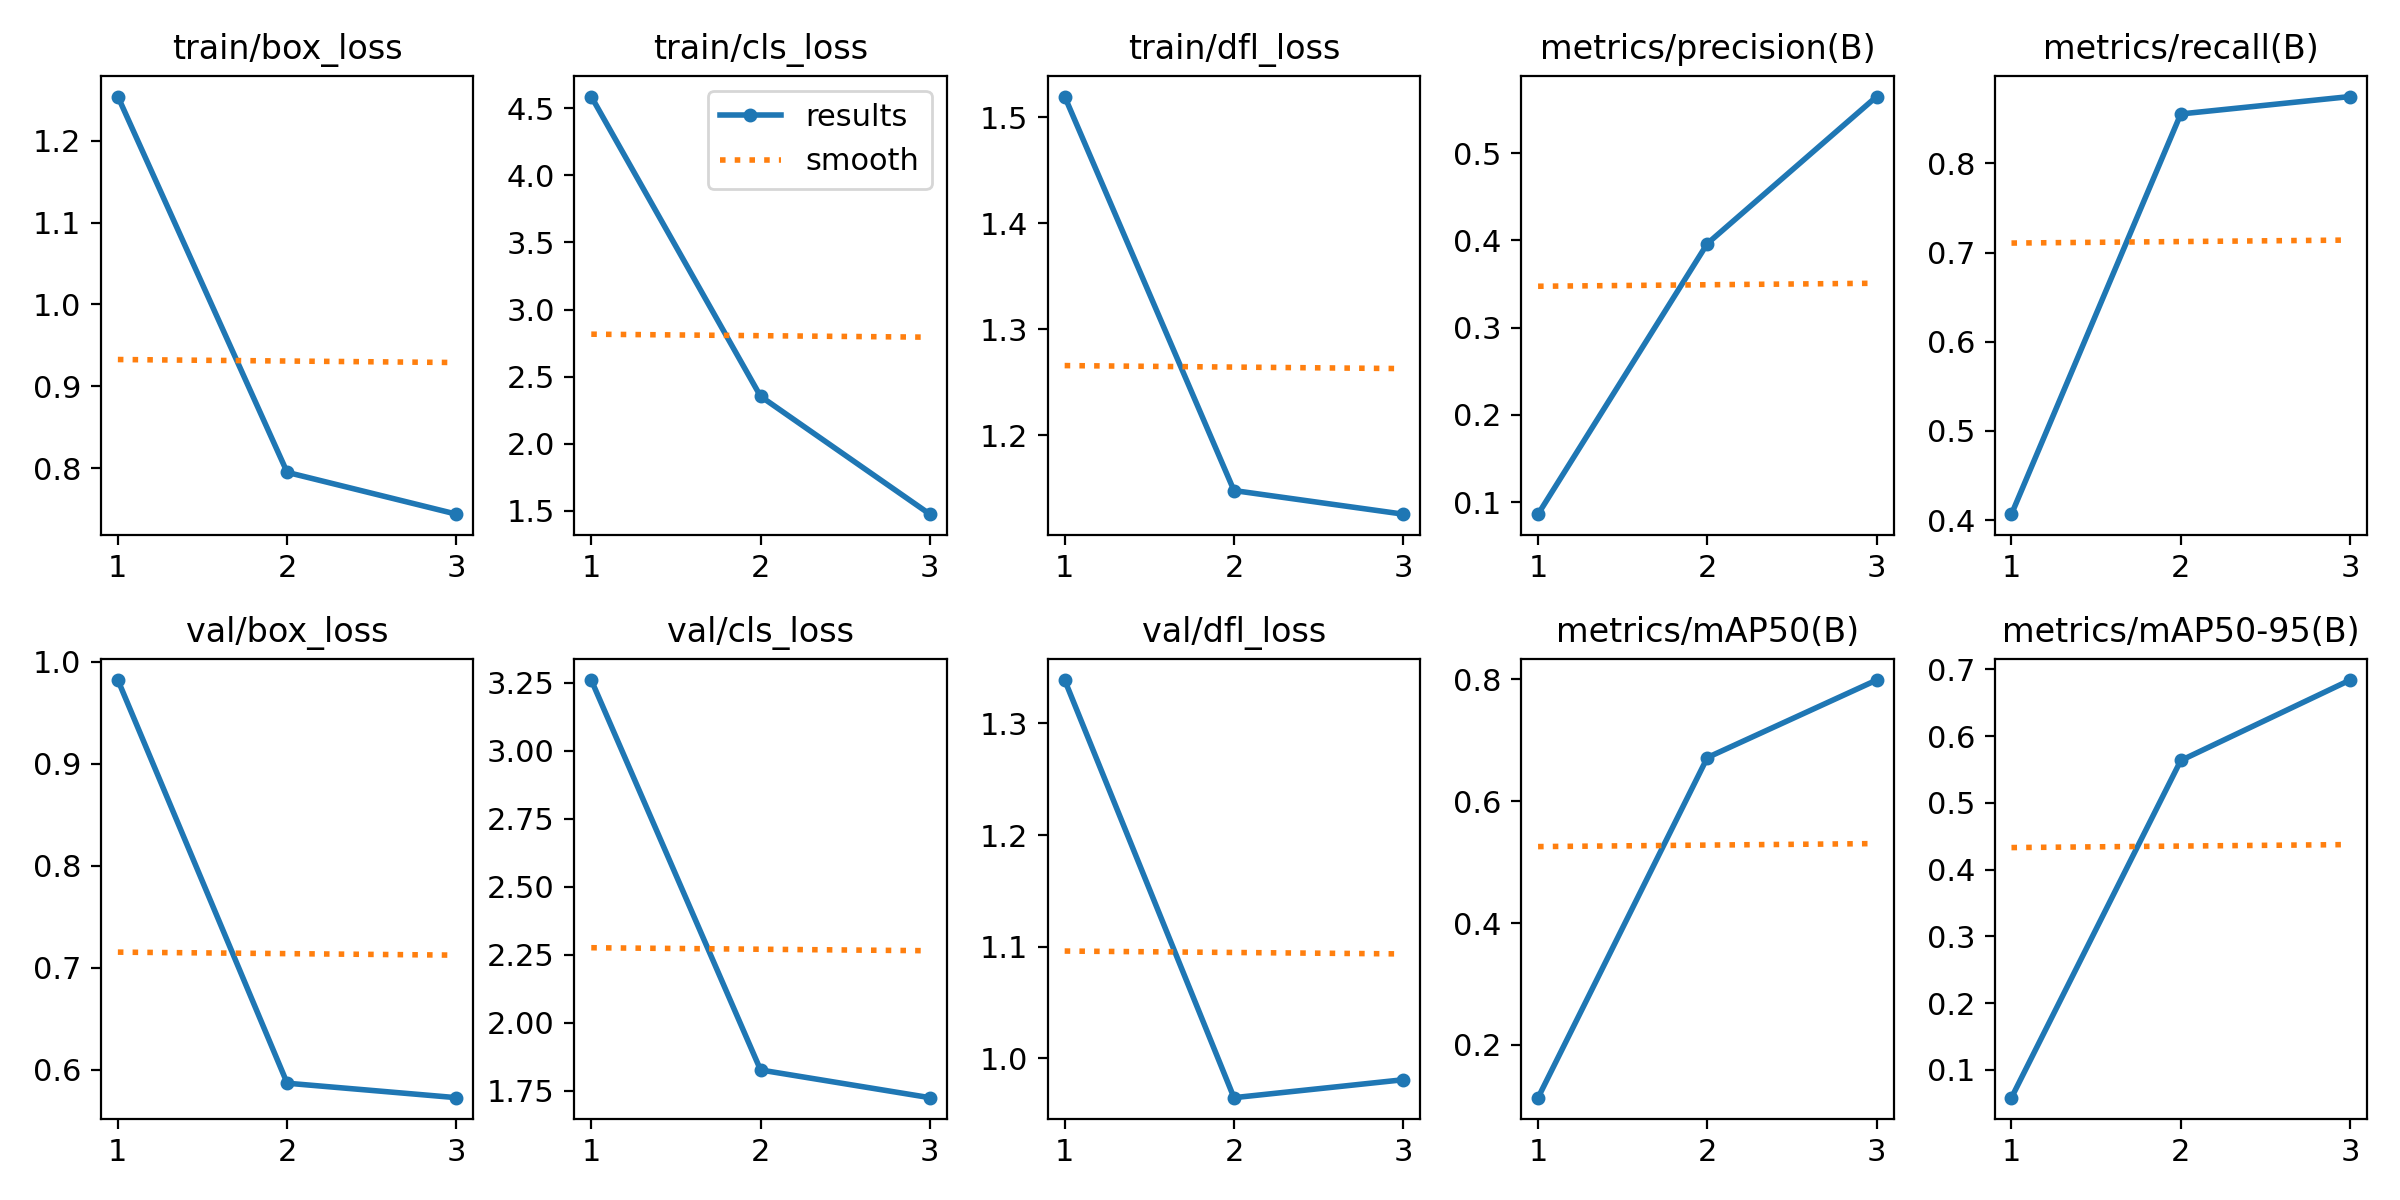 train/box_loss
1.2
1.1
1.0
0.9
0.8
1 2 3
train/cls_loss
results
smooth
4.5
4.0
3.5
3.0
2.5
2.0
1.5
1 2 3
train/dfl_loss
1.5
1.4
1.3
1.2
1 2 3
metrics/precision(B)
0.5
0.4
0.3
0.2
0.1
1 2 3
metrics/recall(B)
0.8
0.7
0.6
0.5
0.4
1 2 3
val/box_loss
1.0
0.9
0.8
0.7
0.6
1 2 3
val/cls_loss
3.25
3.00
2.75
2.50
2.25
2.00
1.75
1 2 3
val/dfl_loss
1.3
1.2
1.1
1.0
1 2 3
metrics/mAP50(B)
0.8
0.6
0.4
0.2
1 2 3
metrics/mAP50-95(B)
0.7
0.6
0.5
0.4
0.3
0.2
0.1
1 2 3